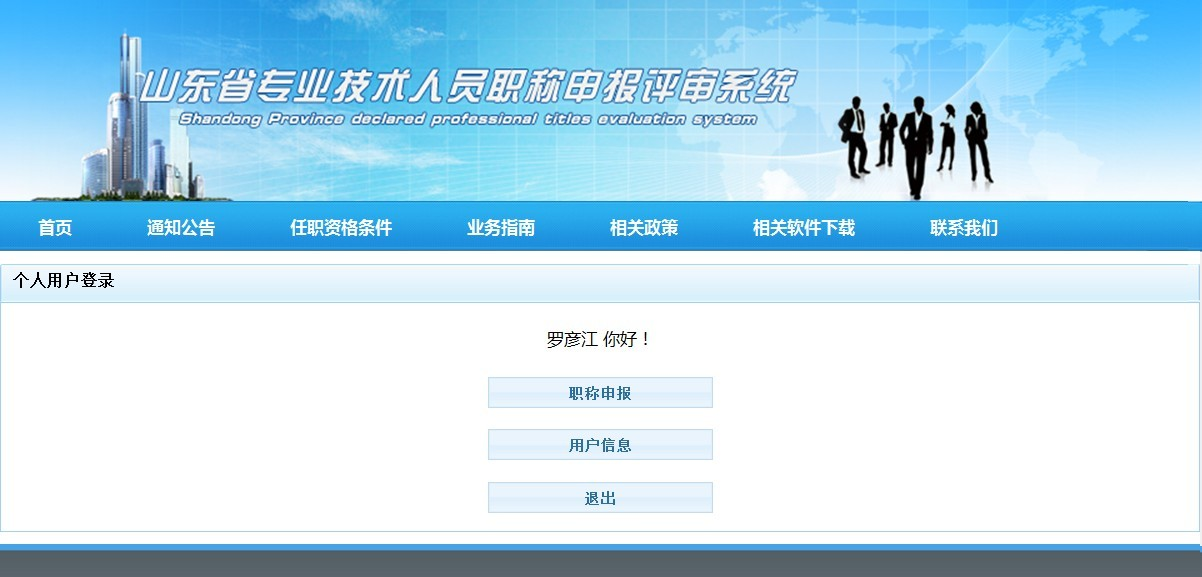 山东省专业技术人员职称申报评审系统
Shandong Province declared professional titles evaluation system
首页 通知公告 任职资格条件 业务指南 相关政策 相关软件下载 联系我们
个人用户登录
罗彦江 你好！
职称申报
用户信息
退出